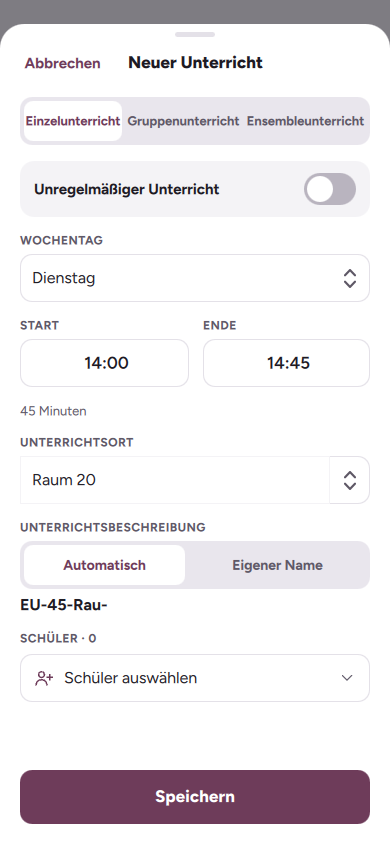 Abbrechen Neuer Unterricht
Einzelunterricht Gruppenunterricht Ensembleunterricht
Unregelmäßiger Unterricht
WOCHENTAG
Dienstag
START ENDE
14:00 14:45
45 Minuten
UNTERRICHTSORT
Raum 20
UNTERRICHTSBESCHREIBUNG
Automatisch Eigener Name
EU-45-Rau-
SCHÜLER · 0
Schüler auswählen
Speichern